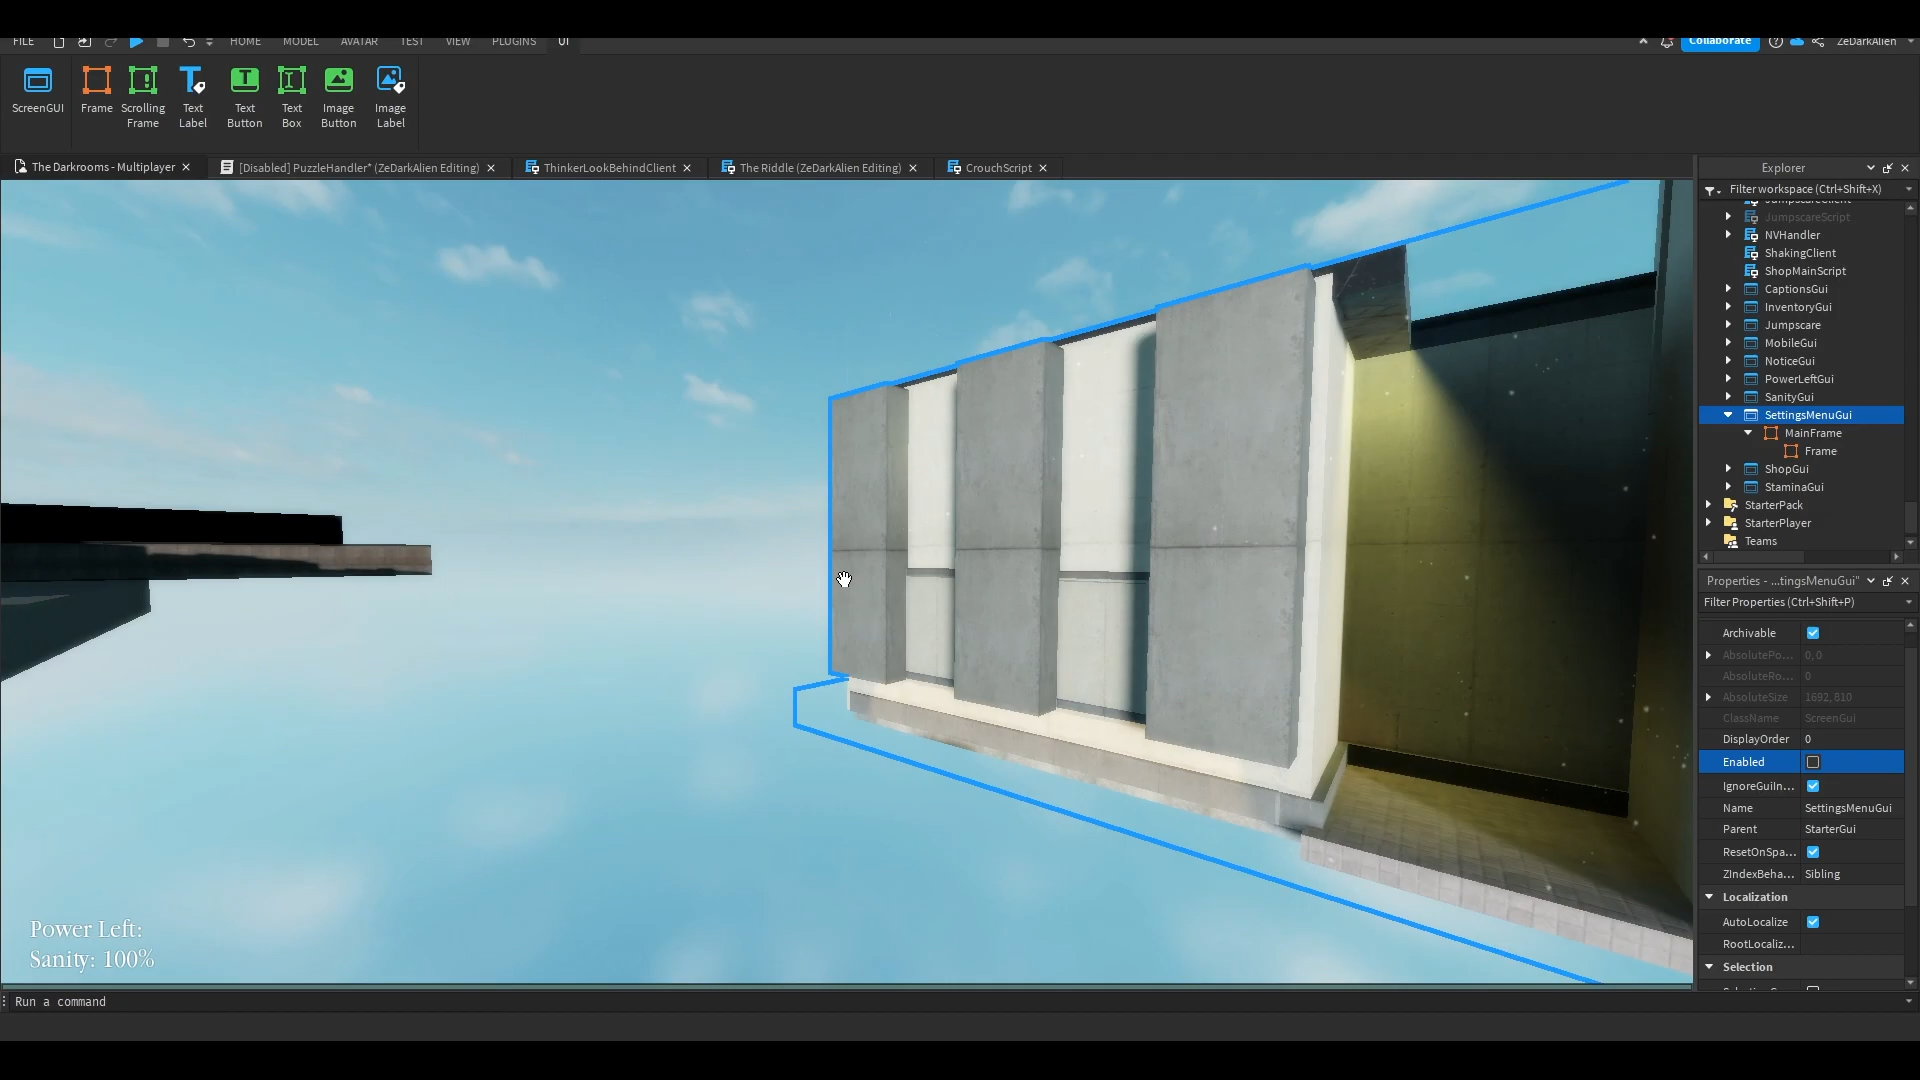 FILE HOME MODEL AVATAR TEST VIEW PLUGINS UI Collaborate ZeDarkAlien
ScreenGUI
Frame
Scrolling
Frame
Text
Label
Text
Button
Text
Box
Image
Button
Image
Label
The Darkrooms - Multiplayer
[Disabled] PuzzleHandler* (ZeDarkAlien Editing)
ThinkerLookBehindClient
The Riddle (ZeDarkAlien Editing)
CrouchScript
Explorer
Filter workspace (Ctrl+Shift+X)
JumpscareClient
JumpscareScript
NVHandler
ShakingClient
ShopMainScript
CaptionsGui
InventoryGui
Jumpscare
MobileGui
NoticeGui
PowerLeftGui
SanityGui
SettingsMenuGui
MainFrame
Frame
ShopGui
StaminaGui
StarterPack
StarterPlayer
Teams
Properties - ...tingsMenuGui"
Filter Properties (Ctrl+Shift+P)
Archivable
AbsolutePo... 0, 0
AbsoluteRo... 0
AbsoluteSize 1692, 810
ClassName ScreenGui
DisplayOrder 0
Enabled
IgnoreGuiIn...
Name SettingsMenuGui
Parent StarterGui
ResetOnSpa...
ZIndexBeha... Sibling
Localization
AutoLocalize
RootLocaliz...
Selection
Power Left:
Sanity: 100%
Run a command